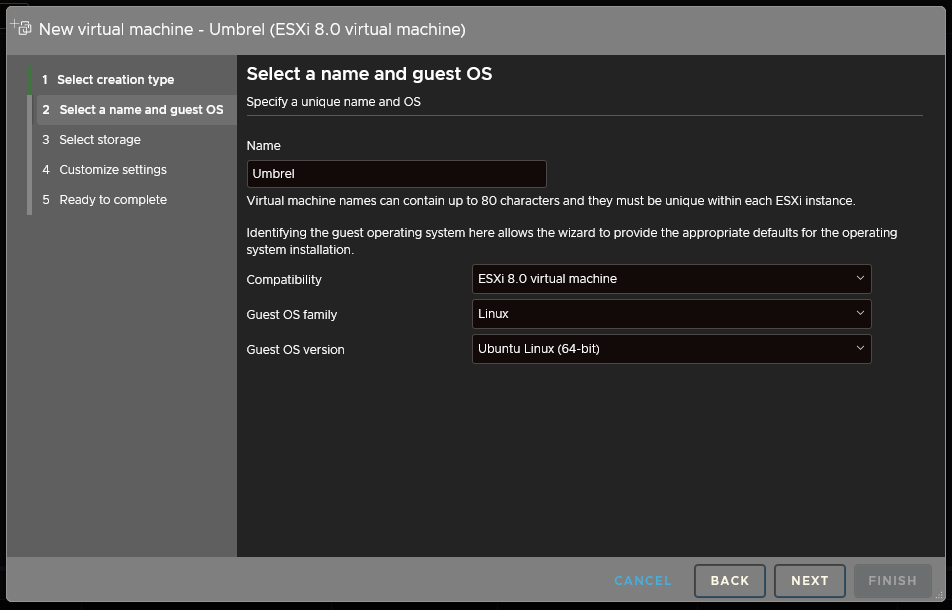 New virtual machine - Umbrel (ESXi 8.0 virtual machine)
1 Select creation type
2 Select a name and guest OS
3 Select storage
4 Customize settings
5 Ready to complete
Select a name and guest OS
Specify a unique name and OS
Name
Umbrel
Virtual machine names can contain up to 80 characters and they must be unique within each ESXi instance.
Identifying the guest operating system here allows the wizard to provide the appropriate defaults for the operating
system installation.
Compatibility ESXi 8.0 virtual machine
Guest OS family Linux
Guest OS version Ubuntu Linux (64-bit)
CANCEL BACK NEXT FINISH